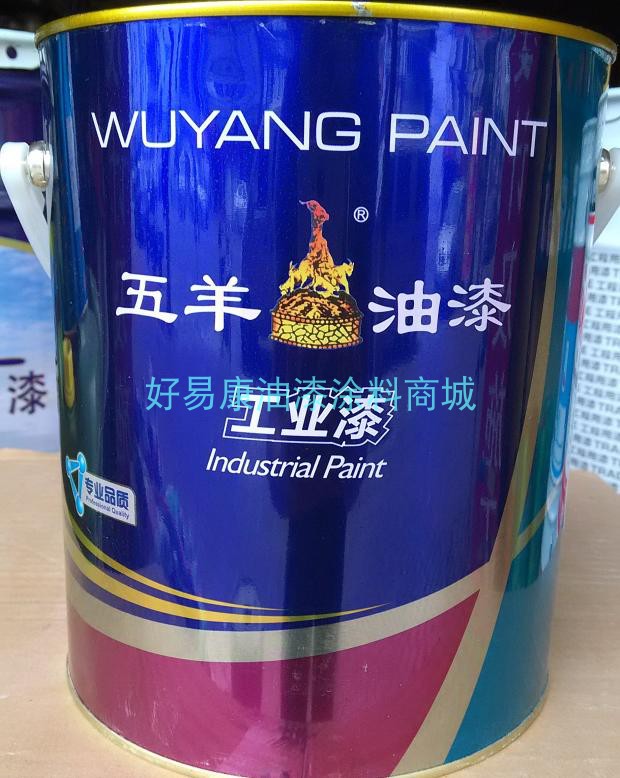 WUYANG PAINT
®
五羊 油漆
好易康油漆涂料商城
工业漆
Industrial Paint
专业品质
Professional Quality
漆